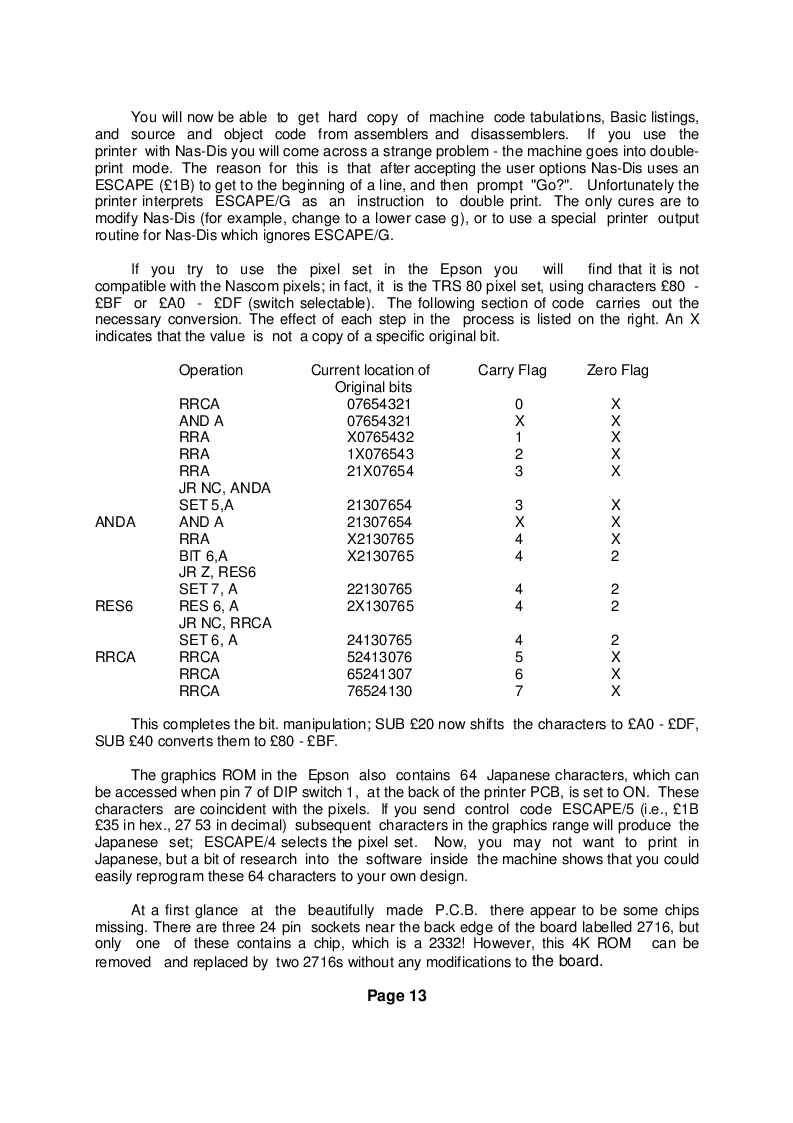 You will now be able to get hard copy of machine code tabulations, Basic listings,
and source and object code from assemblers and disassemblers. If you use the
printer with Nas-Dis you will come across a strange problem - the machine goes into double-
print mode. The reason for this is that after accepting the user options Nas-Dis uses an
ESCAPE (£1B) to get to the beginning of a line, and then prompt "Go?". Unfortunately the
printer interprets ESCAPE/G as an instruction to double print. The only cures are to
modify Nas-Dis (for example, change to a lower case g), or to use a special printer output
routine for Nas-Dis which ignores ESCAPE/G.
If you try to use the pixel set in the Epson you will find that it is not
compatible with the Nascom pixels; in fact, it is the TRS 80 pixel set, using characters £80 -
£BF or £A0 - £DF (switch selectable). The following section of code carries out the
necessary conversion. The effect of each step in the process is listed on the right. An X
indicates that the value is not a copy of a specific original bit.
Operation Current location of Carry Flag Zero Flag
Original bits
RRCA 07654321 0 X
AND A 07654321 X X
RRA X0765432 1 X
RRA 1X076543 2 X
RRA 21X07654 3 X
JR NC, ANDA
SET 5,A 21307654 3 X
ANDA AND A 21307654 X X
RRA X2130765 4 X
BIT 6,A X2130765 4 2
JR Z, RES6
SET 7, A 22130765 4 2
RES6 RES 6, A 2X130765 4 2
JR NC, RRCA
SET 6, A 24130765 4 2
RRCA RRCA 52413076 5 X
RRCA 65241307 6 X
RRCA 76524130 7 X
This completes the bit. manipulation; SUB £20 now shifts the characters to £A0 - £DF,
SUB £40 converts them to £80 - £BF.
The graphics ROM in the Epson also contains 64 Japanese characters, which can
be accessed when pin 7 of DIP switch 1, at the back of the printer PCB, is set to ON. These
characters are coincident with the pixels. If you send control code ESCAPE/5 (i.e., £1B
£35 in hex., 27 53 in decimal) subsequent characters in the graphics range will produce the
Japanese set; ESCAPE/4 selects the pixel set. Now, you may not want to print in
Japanese, but a bit of research into the software inside the machine shows that you could
easily reprogram these 64 characters to your own design.
At a first glance at the beautifully made P.C.B. there appear to be some chips
missing. There are three 24 pin sockets near the back edge of the board labelled 2716, but
only one of these contains a chip, which is a 2332! However, this 4K ROM can be
removed and replaced by two 2716s without any modifications to the board.
Page 13